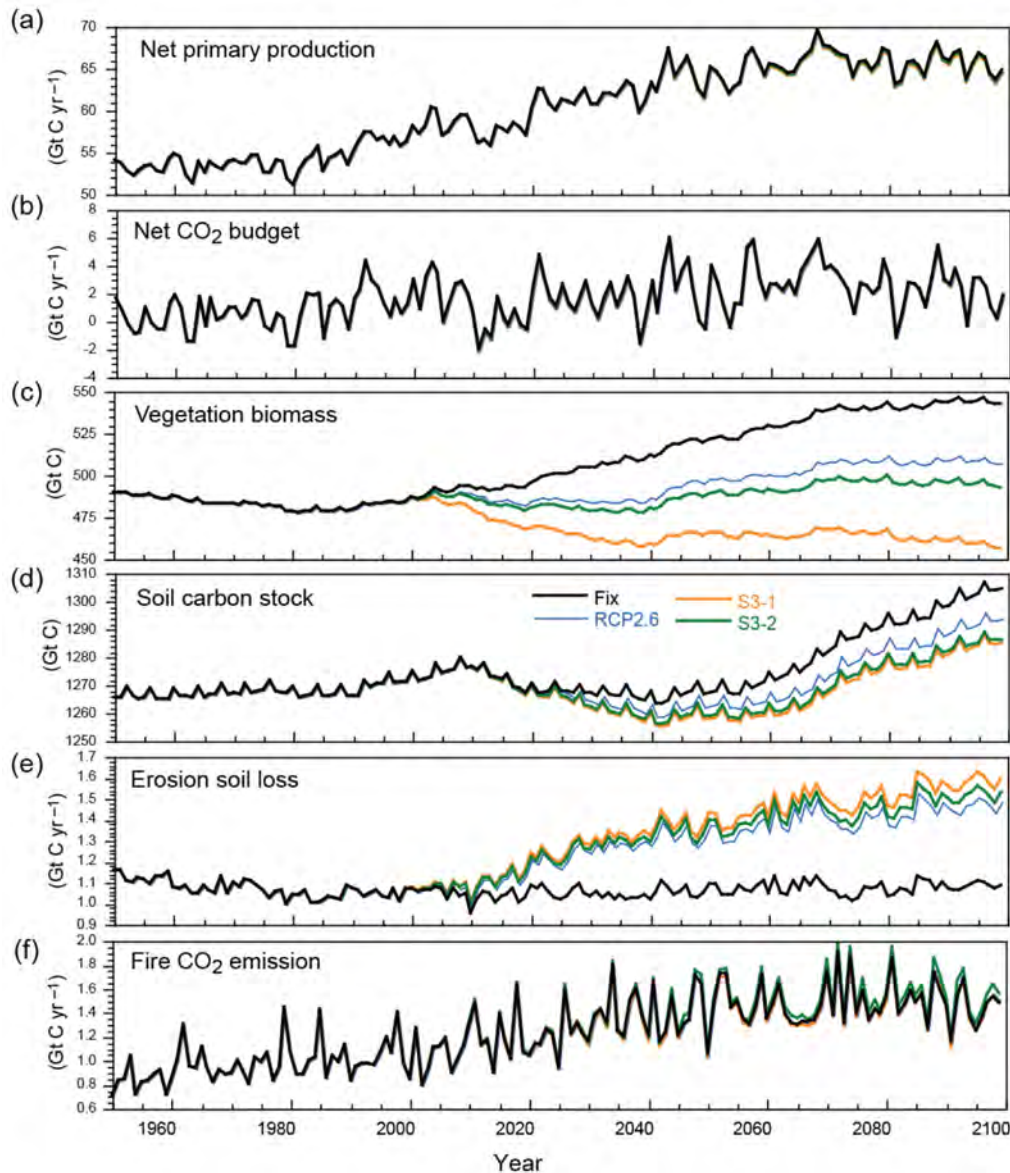 (a)
Net primary production
(Gt C yr⁻¹)
70
65
60
55
50
(b)
Net CO₂ budget
(Gt C yr⁻¹)
8
6
4
2
0
-2
-4
(c)
Vegetation biomass
(Gt C)
550
525
500
475
450
(d)
Soil carbon stock
(Gt C)
1310
1300
1290
1280
1270
1260
1250
Fix
S3-1
RCP2.6
S3-2
(e)
Erosion soil loss
(Gt C yr⁻¹)
1.7
1.6
1.5
1.4
1.3
1.2
1.1
1.0
0.9
(f)
Fire CO₂ emission
(Gt C yr⁻¹)
2.0
1.8
1.6
1.4
1.2
1.0
0.8
0.6
1960 1980 2000 2020 2040 2060 2080 2100
Year